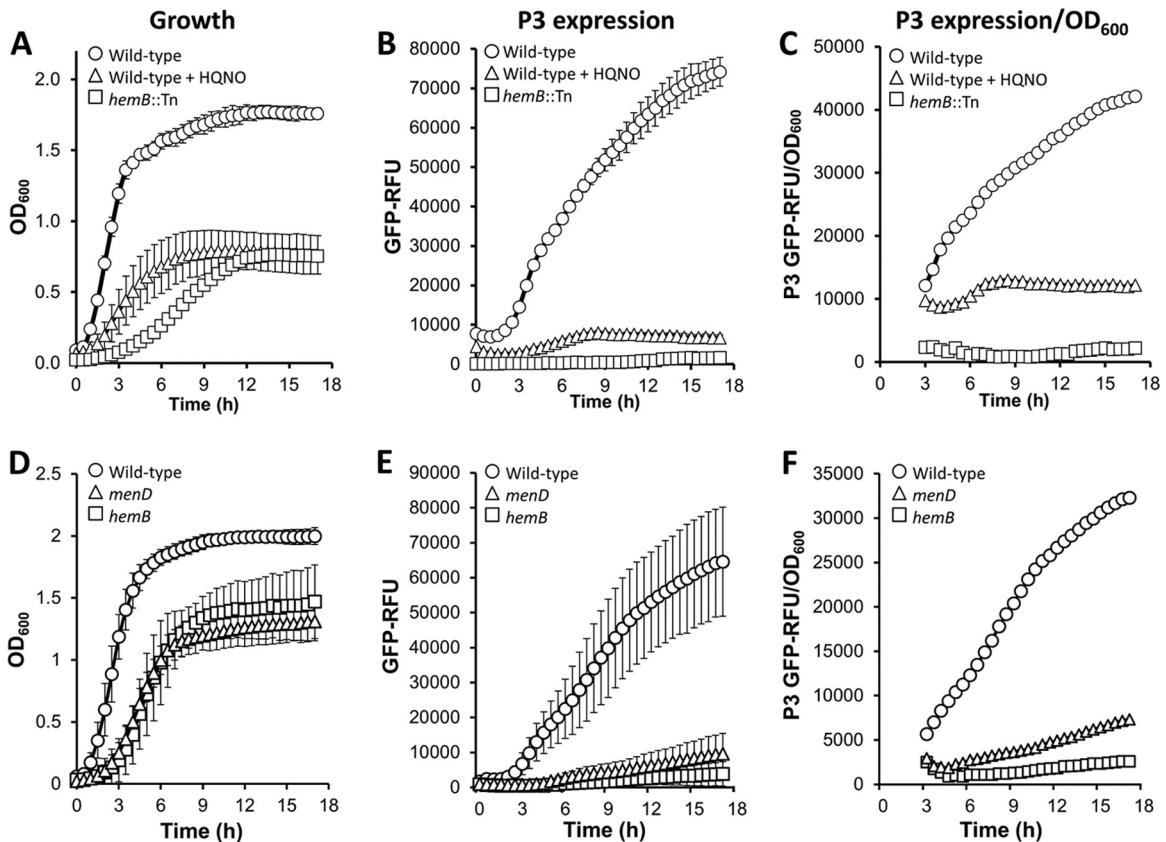 Growth
P3 expression
P3 expression/OD600
A
Wild-type
Wild-type + HQNO
hemB::Tn
2.0
1.5
1.0
0.5
0.0
OD600
0 3 6 9 12 15 18
Time (h)
B
Wild-type
Wild-type + HQNO
hemB::Tn
80000
70000
60000
50000
40000
30000
20000
10000
0
GFP-RFU
0 3 6 9 12 15 18
Time (h)
C
Wild-type
Wild-type + HQNO
hemB::Tn
50000
40000
30000
20000
10000
0
P3 GFP-RFU/OD600
0 3 6 9 12 15 18
Time (h)
D
Wild-type
menD
hemB
2.5
2
1.5
1
0.5
0
OD600
0 3 6 9 12 15 18
Time (h)
E
Wild-type
menD
hemB
90000
80000
70000
60000
50000
40000
30000
20000
10000
0
GFP-RFU
0 3 6 9 12 15 18
Time (h)
F
Wild-type
menD
hemB
35000
30000
25000
20000
15000
10000
5000
0
P3 GFP-RFU/OD600
0 3 6 9 12 15 18
Time (h)